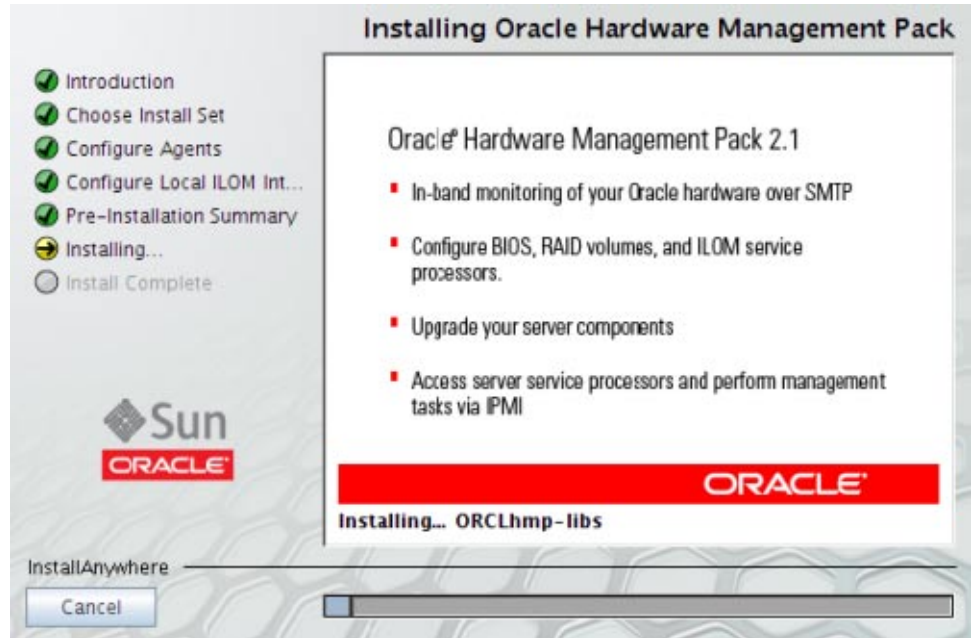 Installing Oracle Hardware Management Pack
Introduction
Choose Install Set
Configure Agents
Configure Local ILOM Int...
Pre-Installation Summary
Installing...
Install Complete
Sun
ORACLE
Oracle® Hardware Management Pack 2.1
In-band monitoring of your Oracle hardware over SMTP
Configure BIOS, RAID volumes, and ILOM service
processors.
Upgrade your server components
Access server service processors and perform management
tasks via IPMI
ORACLE
Installing... ORCLhmp-libs
InstallAnywhere
Cancel